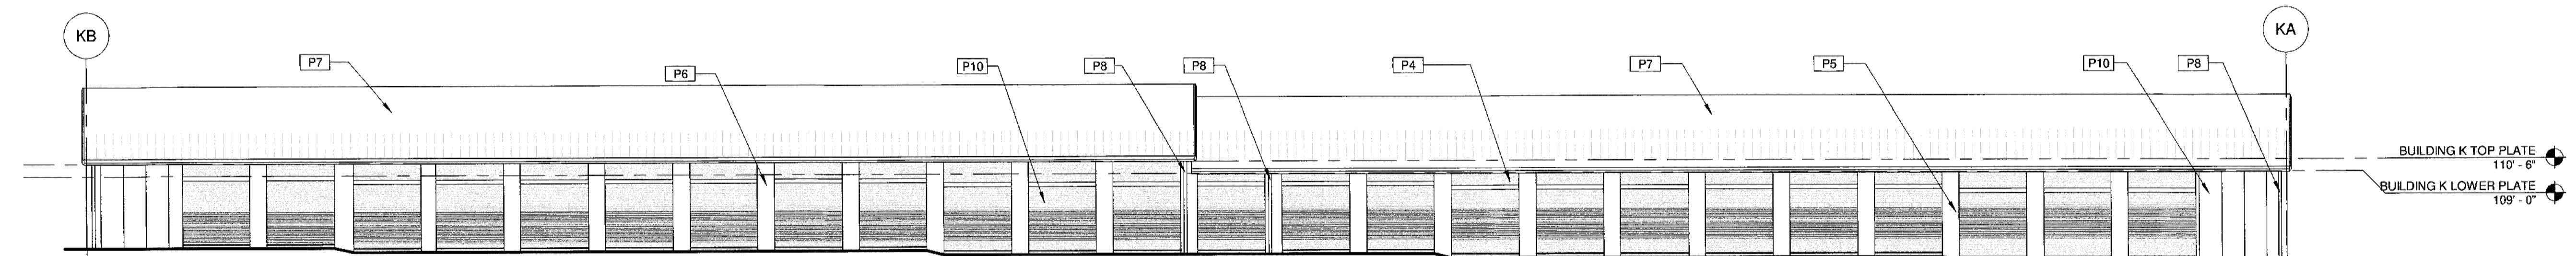 KB
KA
P7
P6
P10
P8
P8
P4
P7
P5
P10
P8
BUILDING K TOP PLATE
110' - 6"
BUILDING K LOWER PLATE
109' - 0"